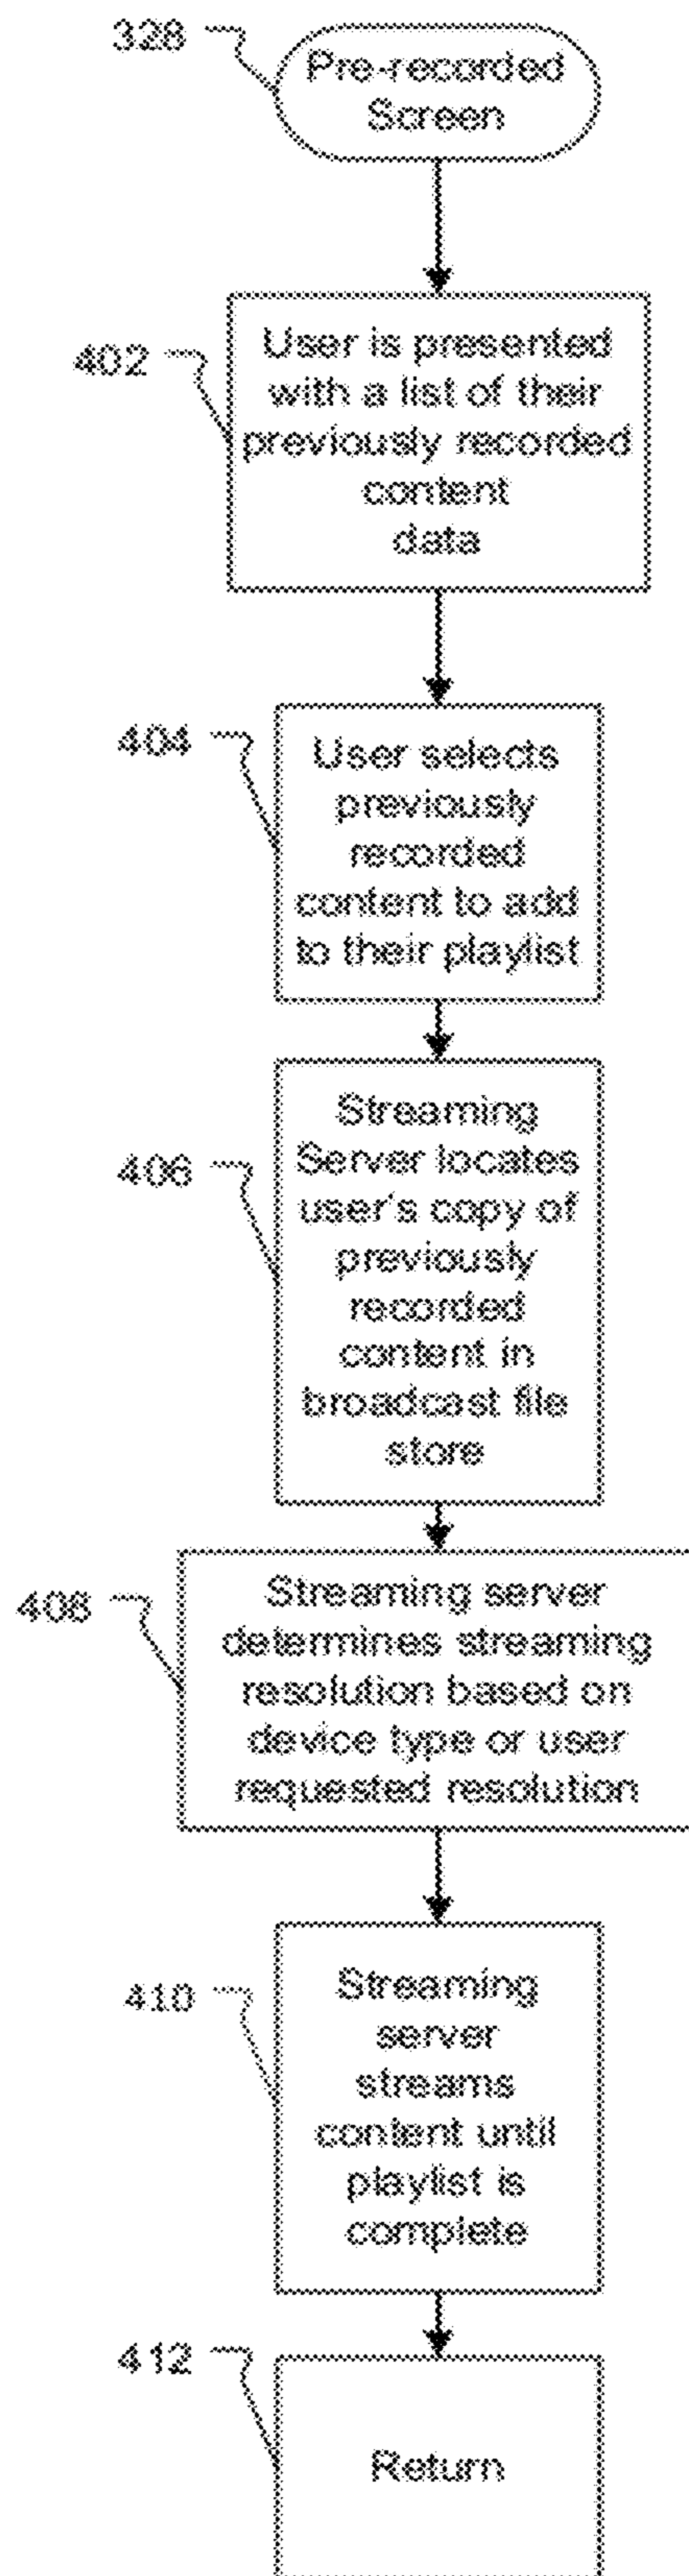 328
Pre-recorded
Screen
402
User is presented
with a list of their
previously recorded
content
data
404
User selects
previously
recorded
content to add
to their playlist
406
Streaming
Server locates
user's copy of
previously
recorded
content in
broadcast file
store
408
Streaming server
determines streaming
resolution based on
device type or user
requested resolution
410
Streaming
server
streams
content until
playlist is
complete
412
Return